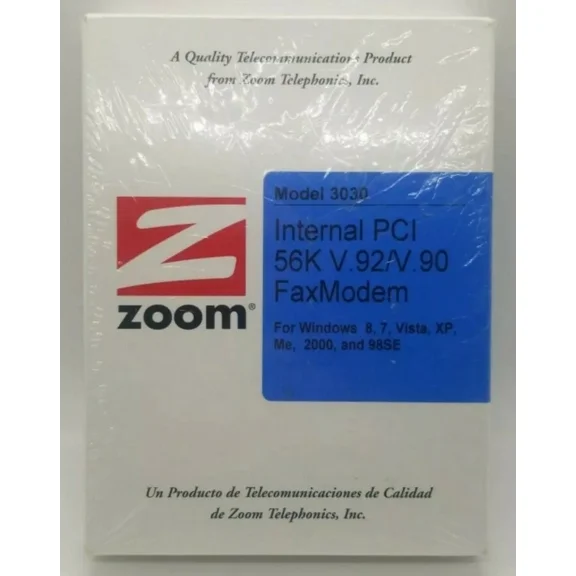 A Quality Telecommunications Product
from Zoom Telephonics, Inc.
Model 3030
Internal PCI
56K V.92/V.90
FaxModem
For Windows 8, 7, Vista, XP,
Me, 2000, and 98SE
Z
zoom®
Un Producto de Telecomunicaciones de Calidad
de Zoom Telephonics, Inc.